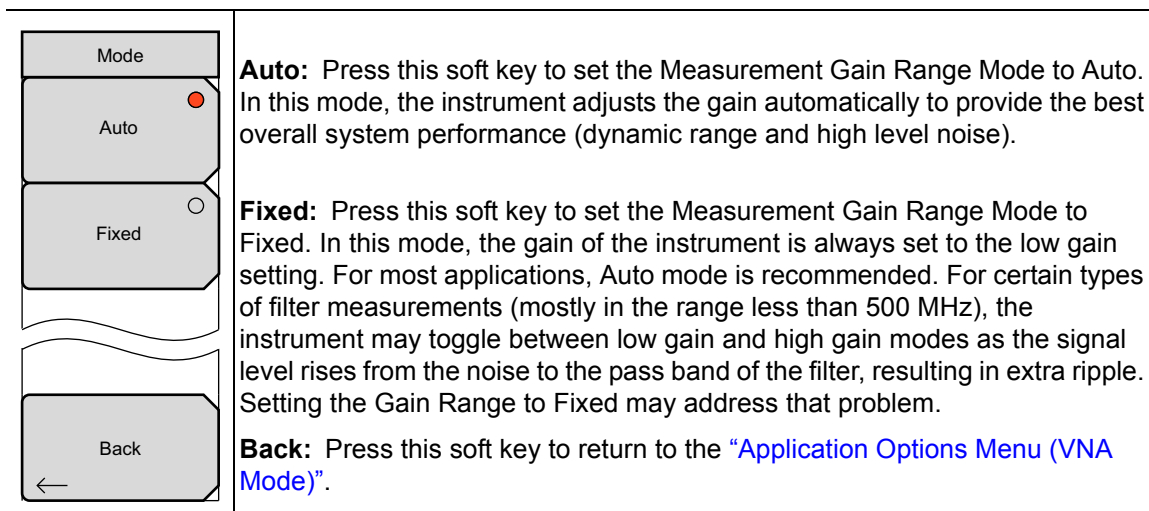 Mode
Auto
Fixed
Back
Auto: Press this soft key to set the Measurement Gain Range Mode to Auto.
In this mode, the instrument adjusts the gain automatically to provide the best
overall system performance (dynamic range and high level noise).
Fixed: Press this soft key to set the Measurement Gain Range Mode to
Fixed. In this mode, the gain of the instrument is always set to the low gain
setting. For most applications, Auto mode is recommended. For certain types
of filter measurements (mostly in the range less than 500 MHz), the
instrument may toggle between low gain and high gain modes as the signal
level rises from the noise to the pass band of the filter, resulting in extra ripple.
Setting the Gain Range to Fixed may address that problem.
Back: Press this soft key to return to the “Application Options Menu (VNA
Mode)”.